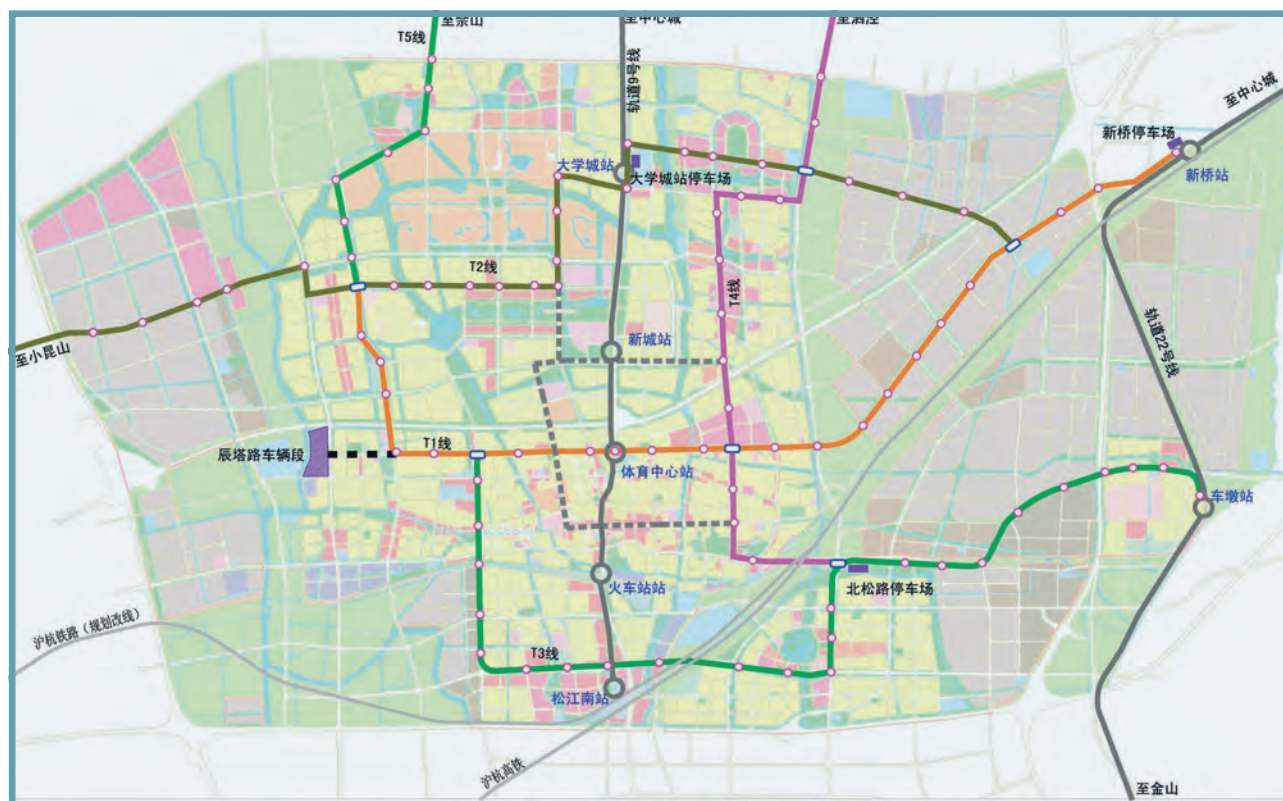 至佘山
至中心城
至泗泾
T5线
轨道9号线
至中心城
新桥停车场
新桥站
大学城站
大学城站停车场
T2线
T4线
轨道22号线
新城站
至小昆山
T1线
辰塔路车辆段
体育中心站
车墩站
火车站站
北松路停车场
沪杭铁路（规划改线）
T3线
松江南站
沪杭高铁
至金山